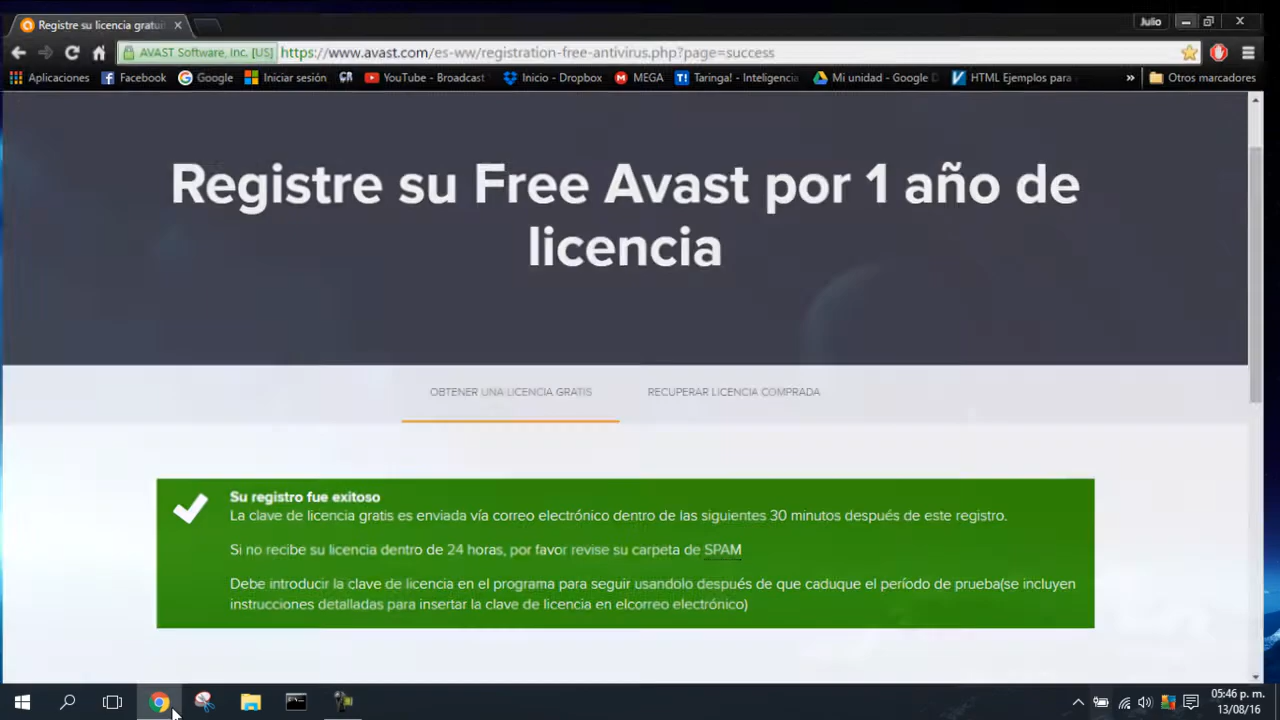 Registre su licencia gratui
Julio
AVAST Software, Inc. [US]
https://www.avast.com/es-ww/registration-free-antivirus.php?page=success
Aplicaciones
Facebook
Google
Iniciar sesión
YouTube - Broadcast
Inicio - Dropbox
MEGA
Taringa! - Inteligencia
Mi unidad - Google D
HTML Ejemplos para
»
Otros marcadores
Registre su Free Avast por 1 año de
licencia
OBTENER UNA LICENCIA GRATIS
RECUPERAR LICENCIA COMPRADA
Su registro fue exitoso
La clave de licencia gratis es enviada vía correo electrónico dentro de las siguientes 30 minutos después de este registro.
Si no recibe su licencia dentro de 24 horas, por favor revise su carpeta de SPAM
Debe introducir la clave de licencia en el programa para seguir usandolo después de que caduque el período de prueba(se incluyen
instrucciones detalladas para insertar la clave de licencia en elcorreo electrónico)
05:46 p. m.
13/08/16